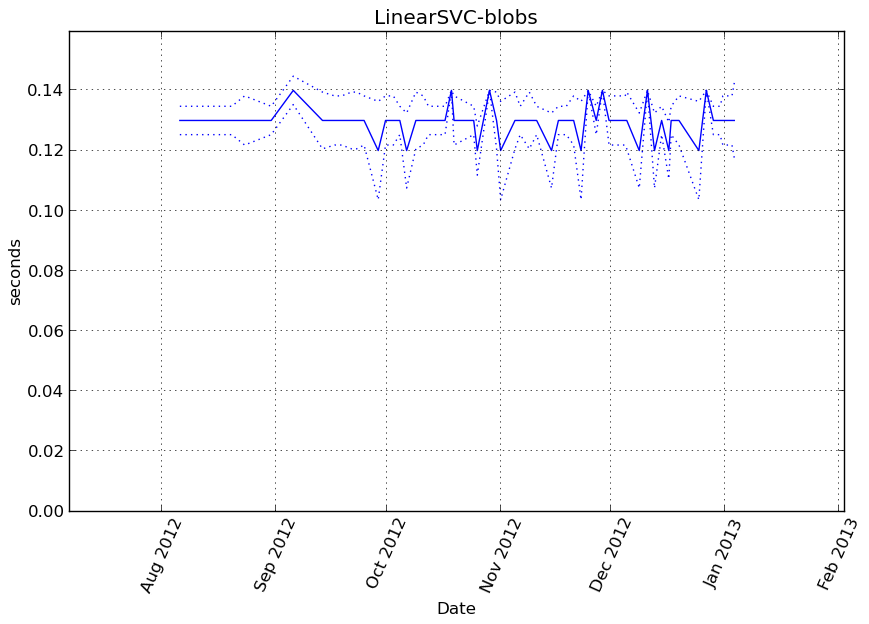 LinearSVC-blobs
0.14
0.12
0.10
0.08
0.06
0.04
0.02
0.00
seconds
Aug 2012
Sep 2012
Oct 2012
Nov 2012
Dec 2012
Jan 2013
Feb 2013
Date